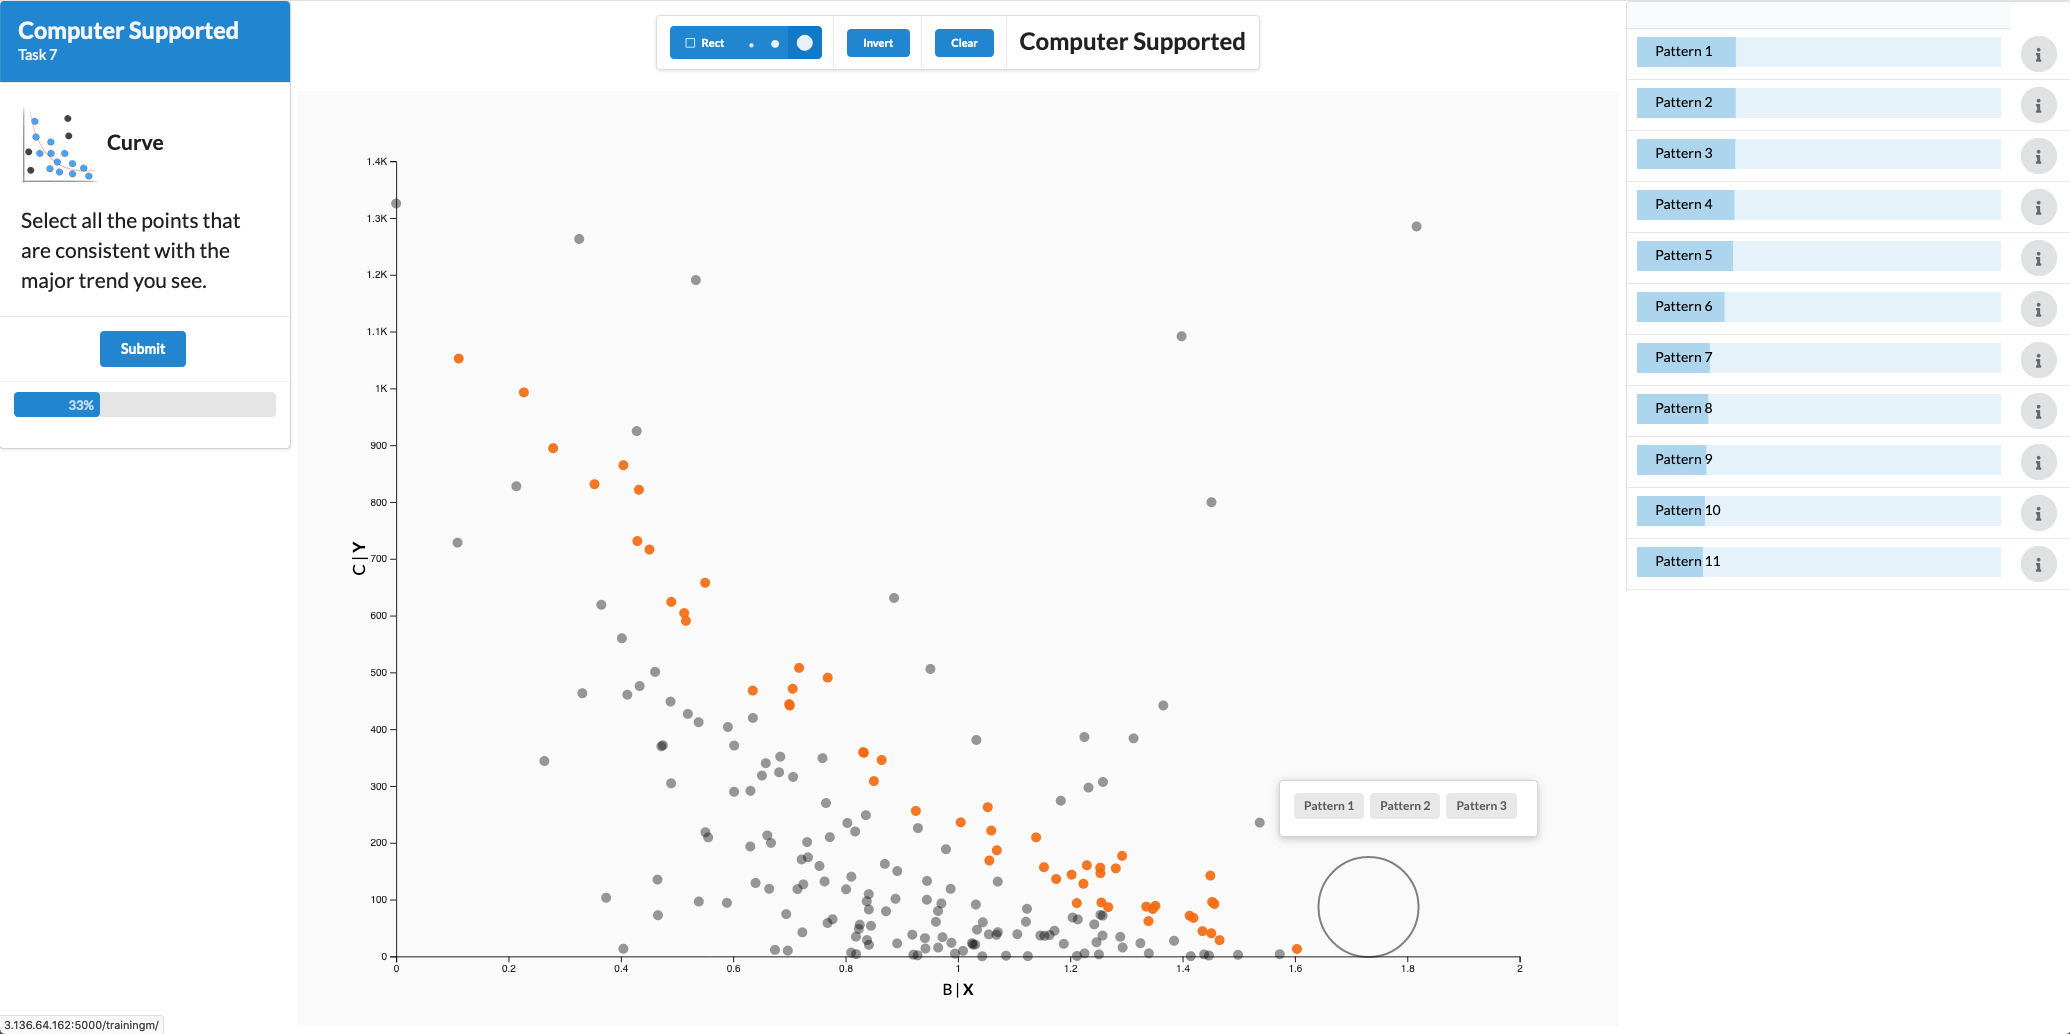 Computer Supported
Task 7
Curve
Select all the points that
are consistent with the
major trend you see.
Submit
33%
Rect
Invert
Clear
Computer Supported
1.4K
1.3K
1.2K
1.1K
1K
900
800
700
600
500
400
300
200
100
0
C|Y
0
0.2
0.4
0.6
0.8
1
1.2
1.4
1.6
1.8
2
B|X
Pattern 1 Pattern 2 Pattern 3
Pattern 1
Pattern 2
Pattern 3
Pattern 4
Pattern 5
Pattern 6
Pattern 7
Pattern 8
Pattern 9
Pattern 10
Pattern 11
3.136.64.162:5000/trainingm/